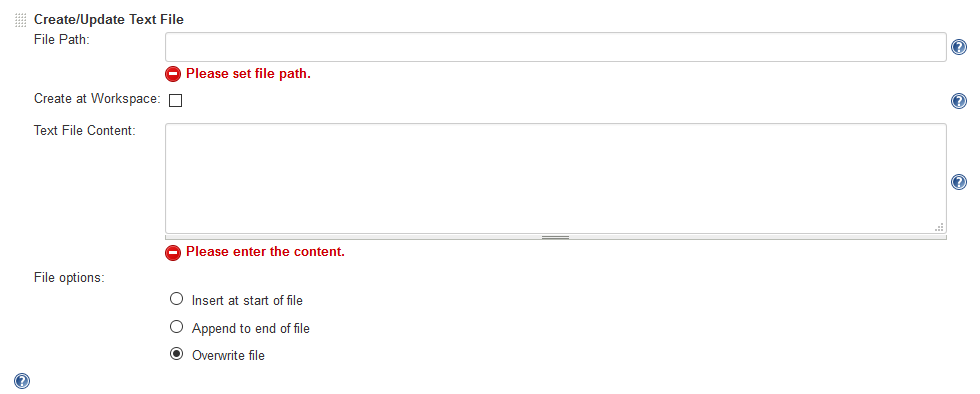 Create/Update Text File
File Path:
Please set file path.
Create at Workspace:
Text File Content:
Please enter the content.
File options:
Insert at start of file
Append to end of file
Overwrite file